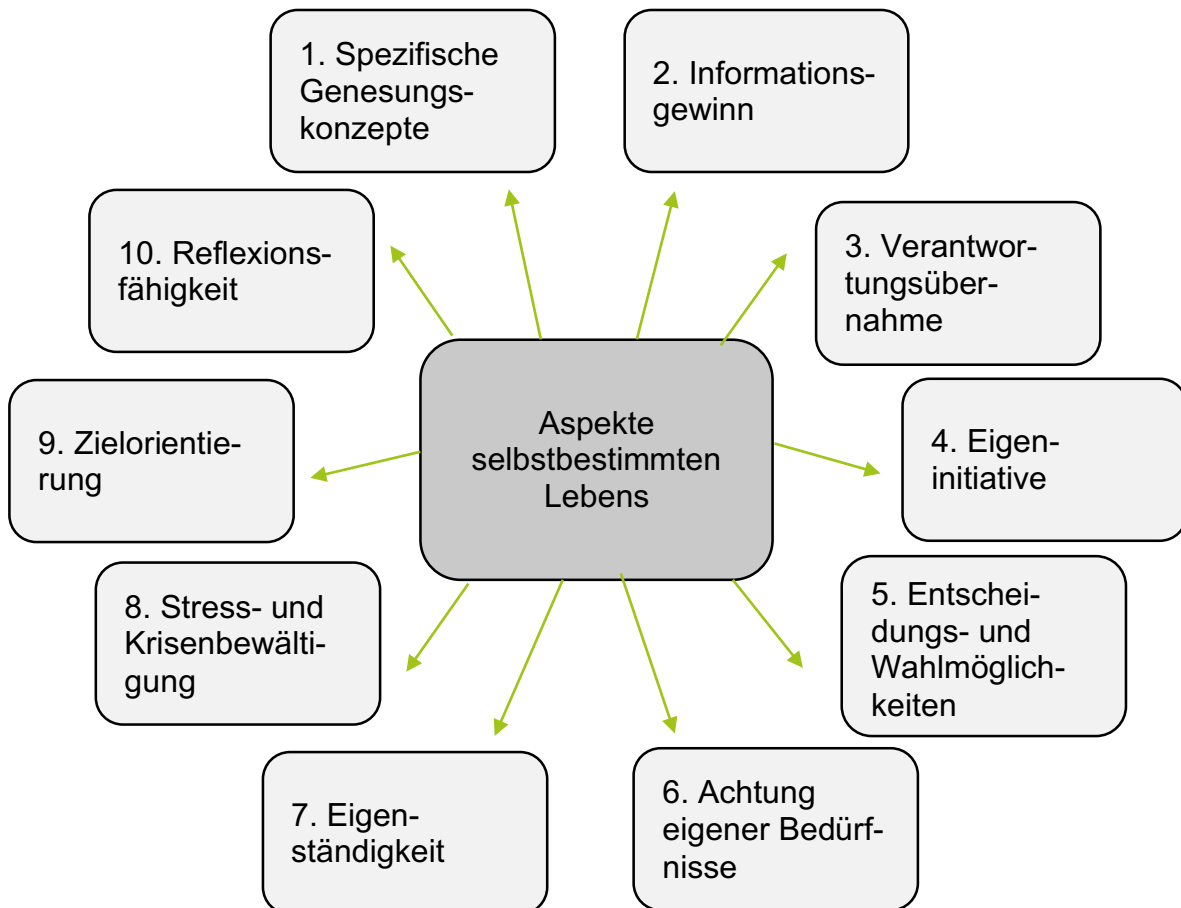 1. Spezifische
Genesungs-
konzepte
2. Informations-
gewinn
3. Verantwor-
tungsüber-
nahme
4. Eigen-
initiative
5. Entschei-
dungs- und
Wahlmöglich-
keiten
6. Achtung
eigener Bedürf-
nisse
7. Eigen-
ständigkeit
8. Stress- und
Krisenbewälti-
gung
9. Zielorientie-
rung
10. Reflexions-
fähigkeit
Aspekte
selbstbestimmten
Lebens